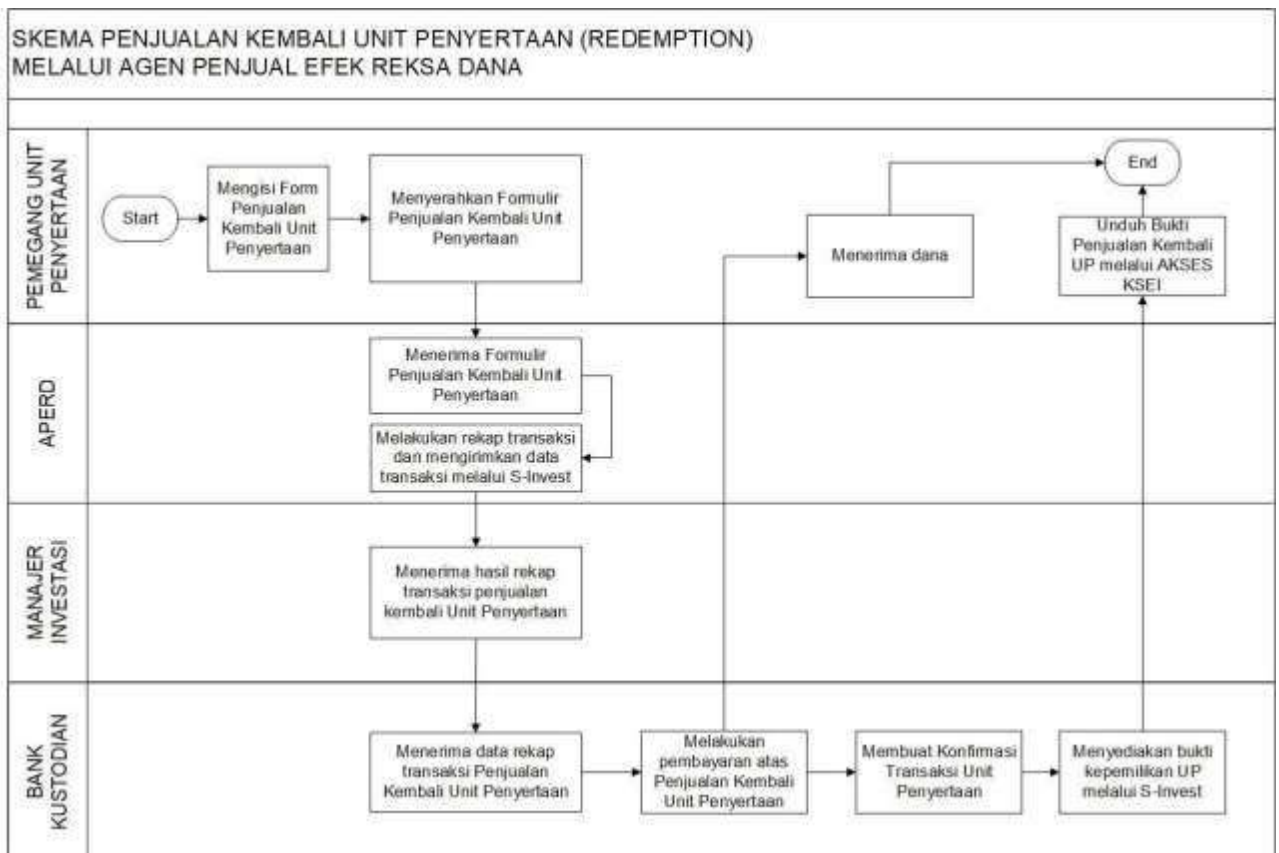 SKEMA PENJUALAN KEMBALI UNIT PENYERTAAN (REDEMPTION)
MELALUI AGEN PENJUAL EFEK REKSA DANA
PEMEGANG UNIT
PENYERTAAN
Start
Mengisi Form
Penjualan
Kembali Unit
Penyertaan
Menyerahkan Formulir
Penjualan Kembali Unit
Penyertaan
Menerima dana
End
Unduh Bukti
Penjualan Kembali
UP melalui AKSES
KSEI
APERD
Menerima Formulir
Penjualan Kembali Unit
Penyertaan
Melakukan rekap transaksi
dan mengirimkan data
transaksi melalui S-Invest
MANAJER
INVESTASI
Menerima hasil rekap
transaksi penjualan
kembali Unit Penyertaan
BANK
KUSTODIAN
Menerima data rekap
transaksi Penjualan
Kembali Unit Penyertaan
Melakukan
pembayaran atas
Penjualan Kembali
Unit Penyertaan
Membuat Konfirmasi
Transaksi Unit
Penyertaan
Menyediakan bukti
kepemilikan UP
melalui S-Invest